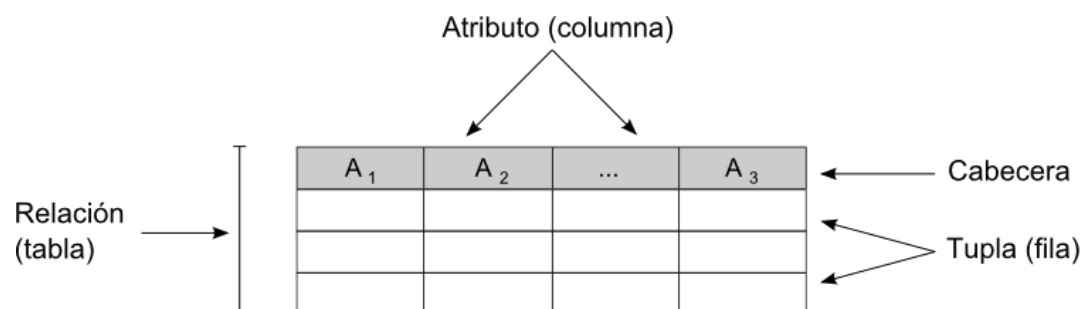 Atributo (columna)
A 1 A 2 ... A 3
Cabecera
Relación
(tabla)
Tupla (fila)